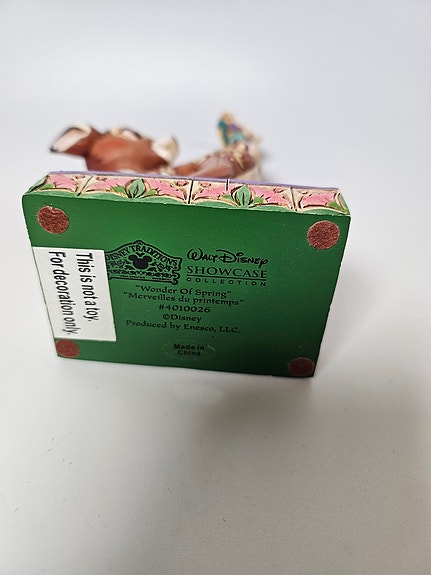 This is not a toy.
For decoration only.
DISNEY TRADITIONS
WALT DISNEY
SHOWCASE
COLLECTION
"Wonder Of Spring"
"Merveilles du printemps"
#4010026
©Disney
Produced by Enesco, LLC.
Made in
China